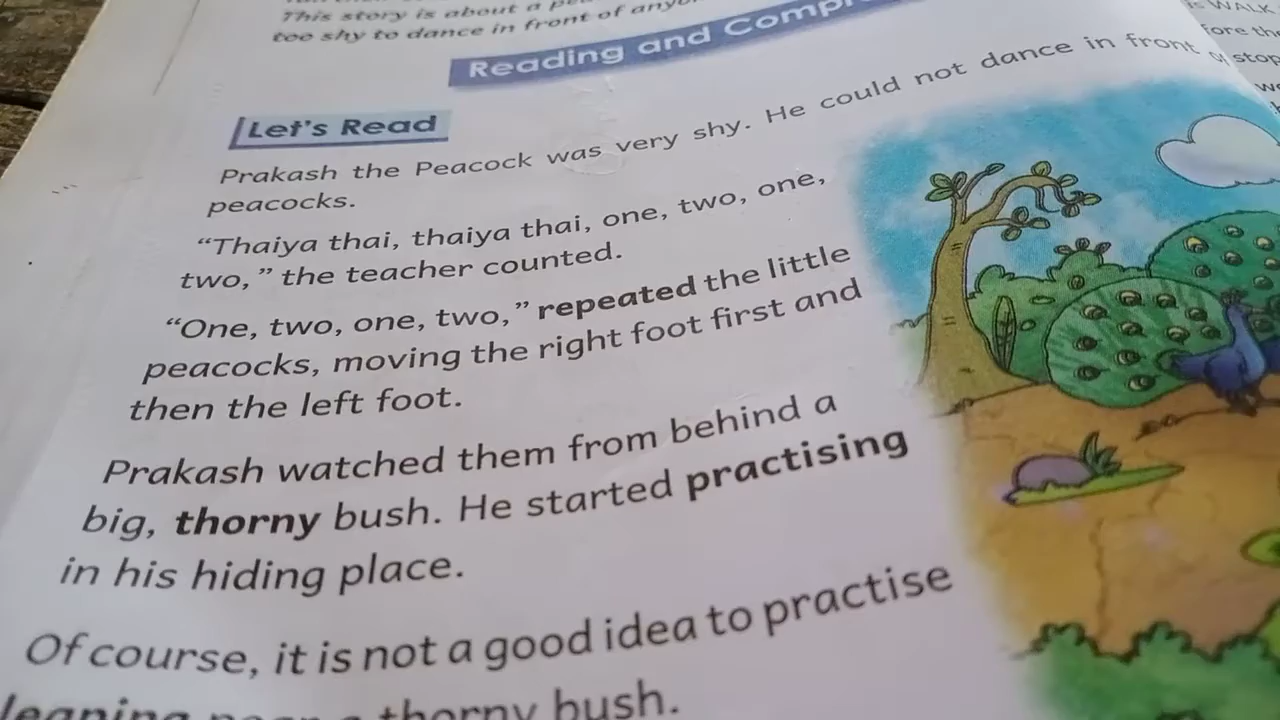 This story is about a
too shy to dance in front of
Reading and
Let's Read
Prakash the Peacock was very shy. He could not dance in front of
peacocks.
“Thaiya thai, thaiya thai, one, two, one,
two,” the teacher counted.
“One, two, one, two,” repeated the little
peacocks, moving the right foot first and
then the left foot.
Prakash watched them from behind a
big, thorny bush. He started practising
in his hiding place.
Of course, it is not a good idea to practise
thorny bush.
WALK